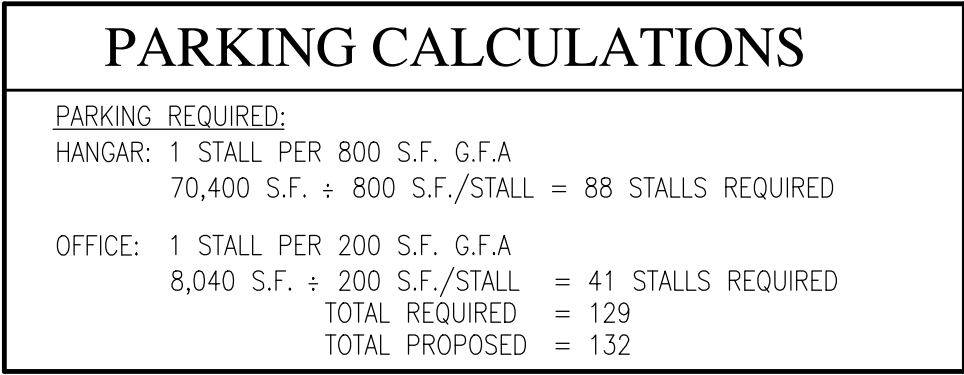 PARKING CALCULATIONS
PARKING REQUIRED:
HANGAR: 1 STALL PER 800 S.F. G.F.A
70,400 S.F. ÷ 800 S.F./STALL = 88 STALLS REQUIRED
OFFICE: 1 STALL PER 200 S.F. G.F.A
8,040 S.F. ÷ 200 S.F./STALL = 41 STALLS REQUIRED
TOTAL REQUIRED = 129
TOTAL PROPOSED = 132